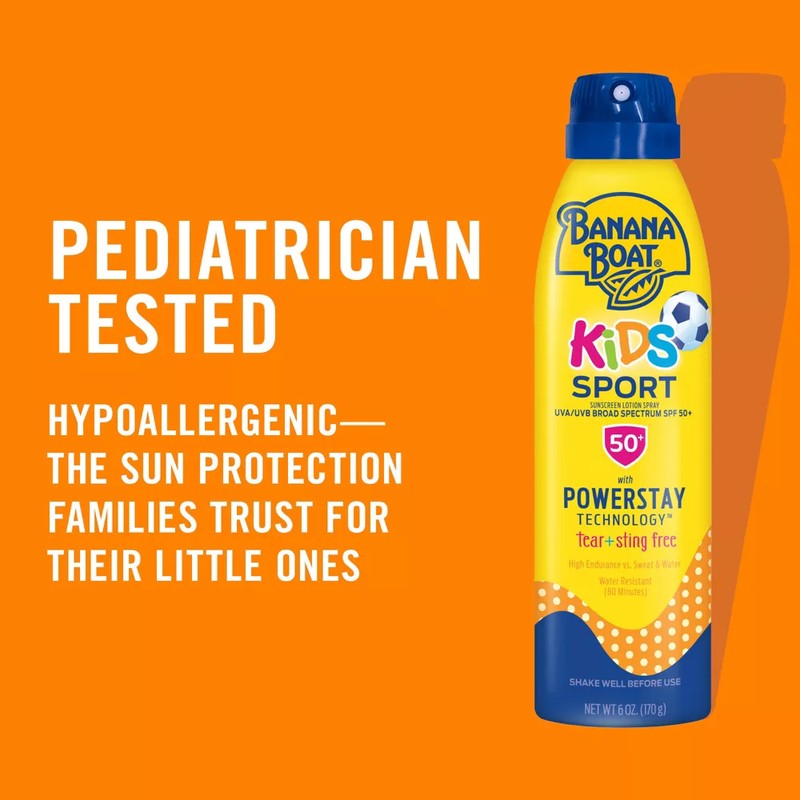 PEDIATRICIAN
TESTED
HYPOALLERGENIC—
THE SUN PROTECTION
FAMILIES TRUST FOR
THEIR LITTLE ONES
BANANA
BOAT®
KiDS
SPORT
SUNSCREEN LOTION SPRAY
UVA/UVB BROAD SPECTRUM SPF 50+
50+
with
POWERSTAY
TECHNOLOGY™
tear+sting free
High Endurance vs. Sweat & Water
Water Resistant
(80 Minutes)
SHAKE WELL BEFORE USE
NET WT 6 OZ. (170 g)